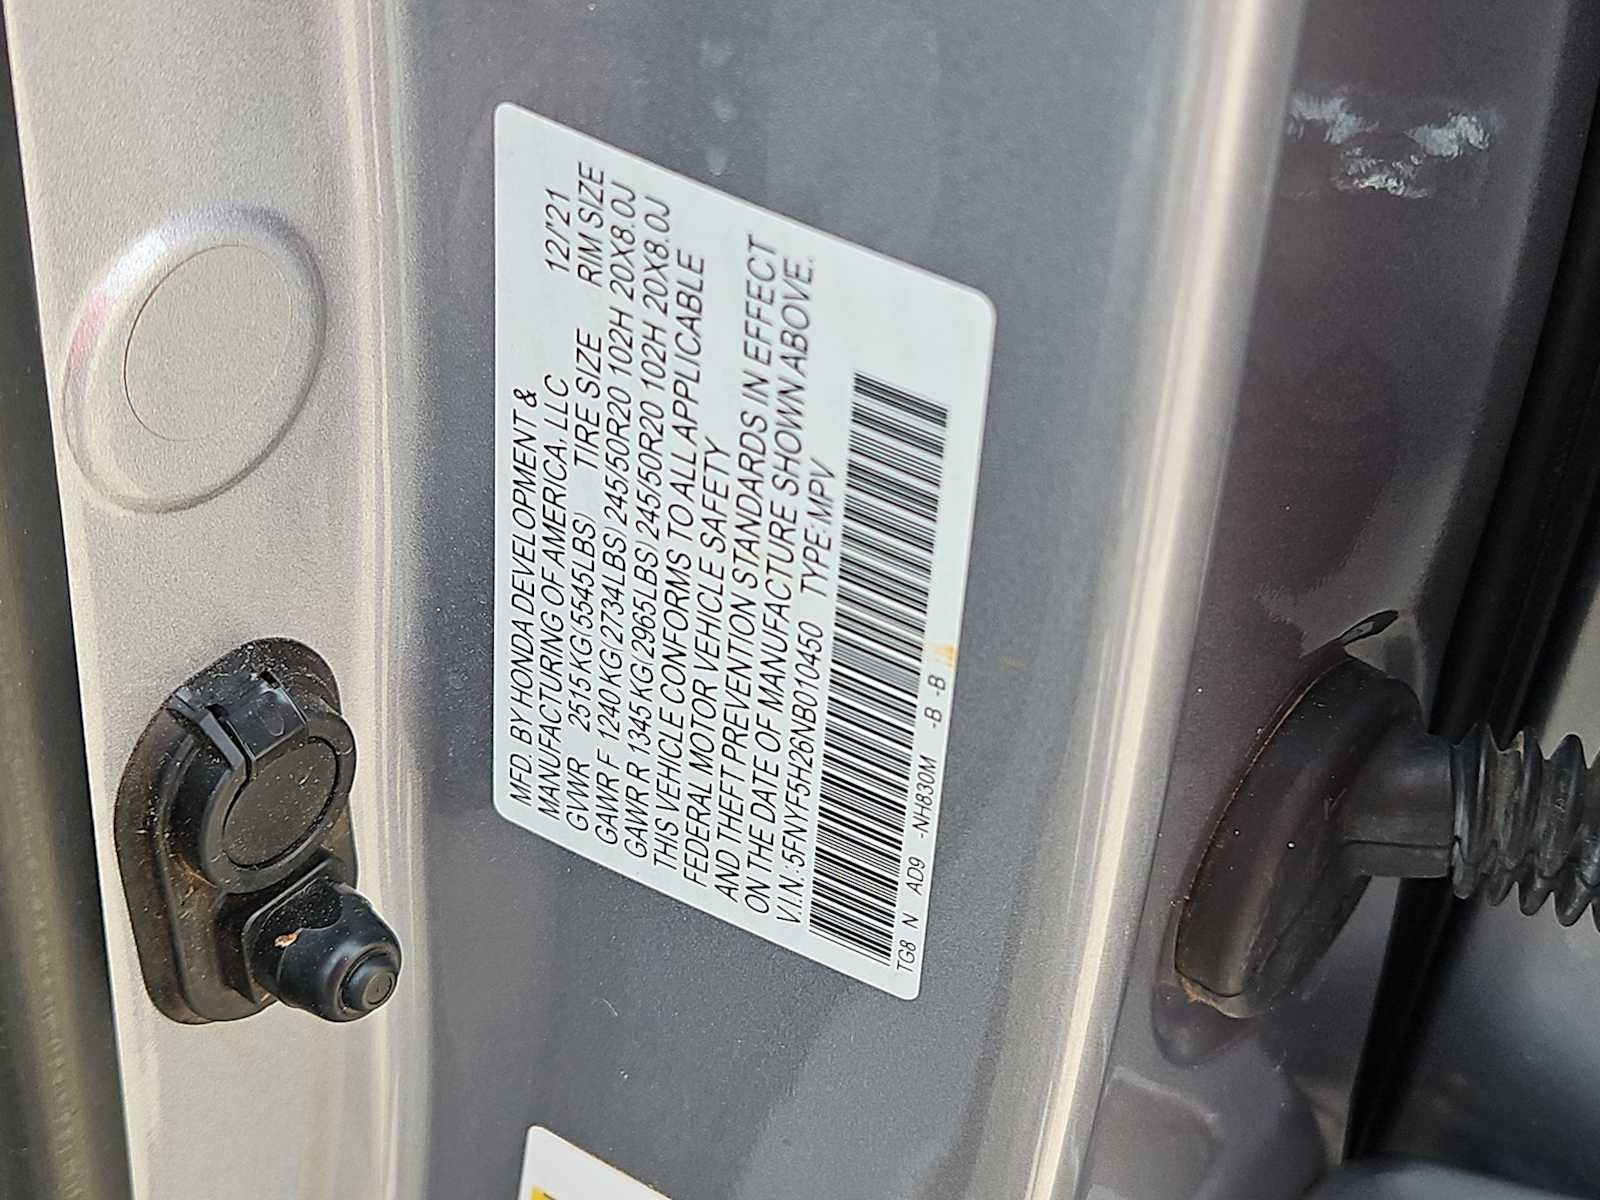 MFD. BY HONDA DEVELOPMENT &
MANUFACTURING OF AMERICA, LLC 12/'21
GVWR 2515 KG (5545LBS) TIRE SIZE RIM SIZE
GAWR F 1240 KG (2734LBS) 245/50R20 102H 20X8.0J
GAWR R 1345 KG (2965LBS) 245/50R20 102H 20X8.0J
THIS VEHICLE CONFORMS TO ALL APPLICABLE
FEDERAL MOTOR VEHICLE SAFETY
AND THEFT PREVENTION STANDARDS IN EFFECT
ON THE DATE OF MANUFACTURE SHOWN ABOVE.
V.I.N.: 5FNYF5H26NB010450 TYPE: MPV
TG8 N AD9 -NH830M -B -B